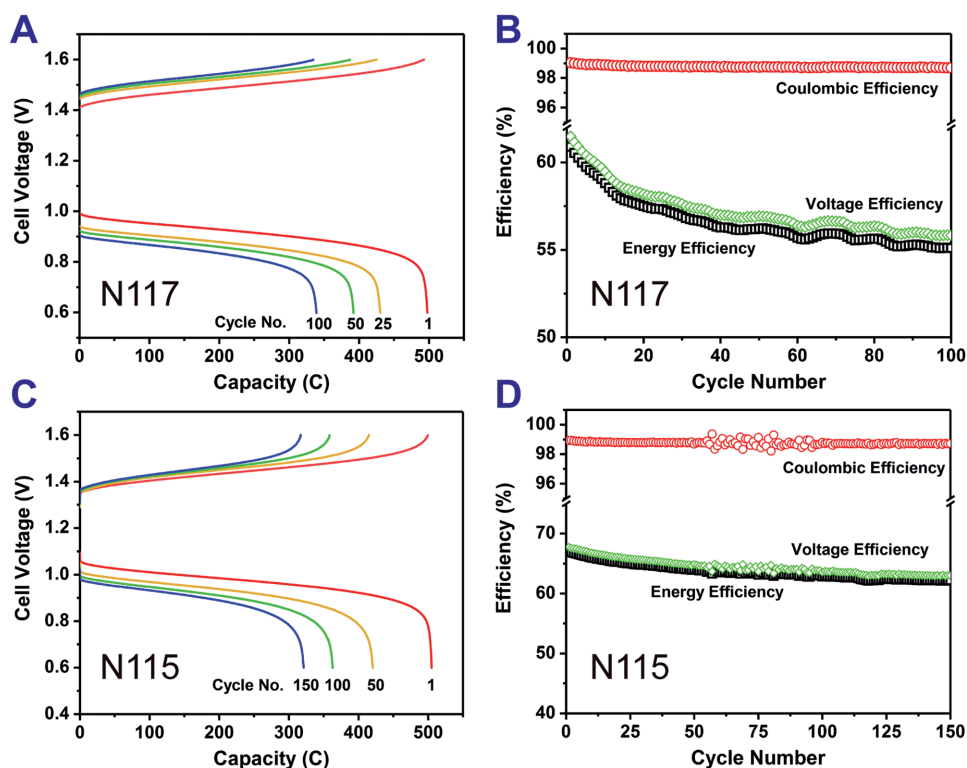 A
Cell Voltage (V)
1.6
1.4
1.2
1.0
0.8
0.6
N117
Cycle No. 100 50 25 1
0 100 200 300 400 500
Capacity (C)
B
Efficiency (%)
100
98
96
60
55
50
Coulombic Efficiency
Voltage Efficiency
Energy Efficiency
N117
0 20 40 60 80 100
Cycle Number
C
Cell Voltage (V)
1.6
1.4
1.2
1.0
0.8
0.6
0.4
N115
Cycle No. 150 100 50 1
0 100 200 300 400 500
Capacity (C)
D
Efficiency (%)
100
98
96
70
60
50
40
Coulombic Efficiency
Voltage Efficiency
Energy Efficiency
N115
0 25 50 75 100 125 150
Cycle Number